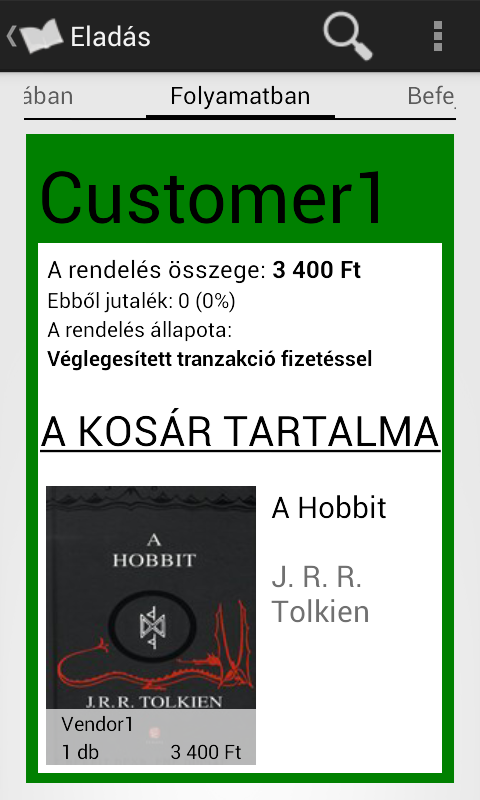 Eladás
ában
Folyamatban
Befe
Customer1
A rendelés összege: 3 400 Ft
Ebből jutalék: 0 (0%)
A rendelés állapota:
Véglegesített tranzakció fizetéssel
A KOSÁR TARTALMA
A
HOBBIT
J.R.R. TOLKIEN
Vendor1
1 db 3 400 Ft
A Hobbit
J. R. R.
Tolkien